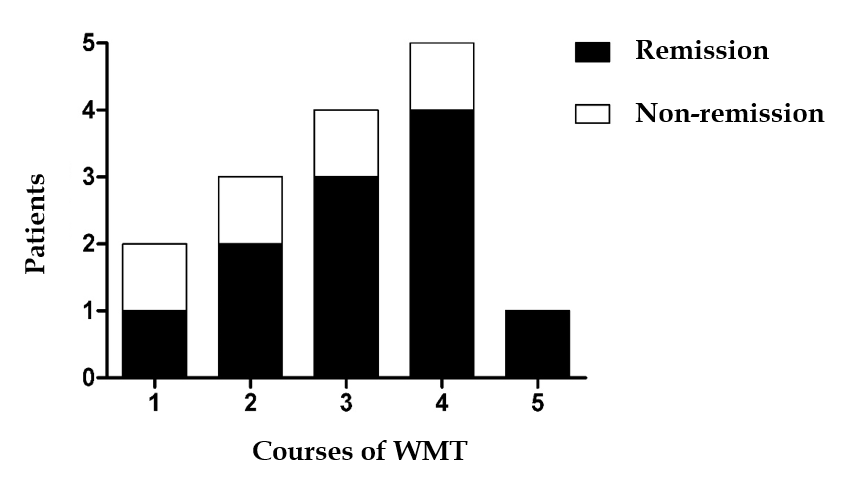 5
4
3
2
1
0
Patients
1 2 3 4 5
Courses of WMT
Remission
Non-remission